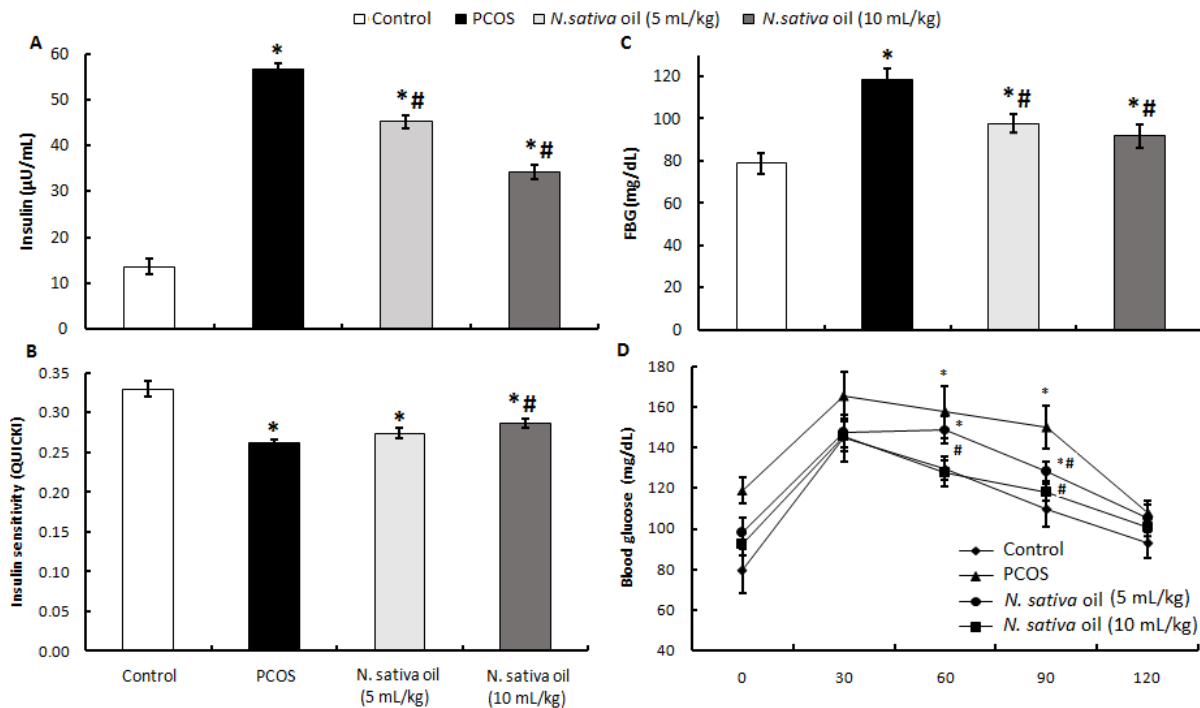 Control PCOS N.sativa oil (5 mL/kg) N.sativa oil (10 mL/kg)
A
60
50
40
30
20
10
0
Insulin (µU/mL)
*
*#
*#
C
120
100
80
60
40
20
0
FBG(mg/dL)
*
*#
*#
B
0.35
0.30
0.25
0.20
0.15
0.10
0.05
0.00
Insulin sensitivity (QUICKI)
*
*
*#
Control PCOS N. sativa oil N. sativa oil
(5 mL/kg) (10 mL/kg)
D
180
160
140
120
100
80
60
40
Blood glucose (mg/dL)
*
*
*
#
*#
#
Control
PCOS
N. sativa oil (5 mL/kg)
N. sativa oil (10 mL/kg)
0 30 60 90 120